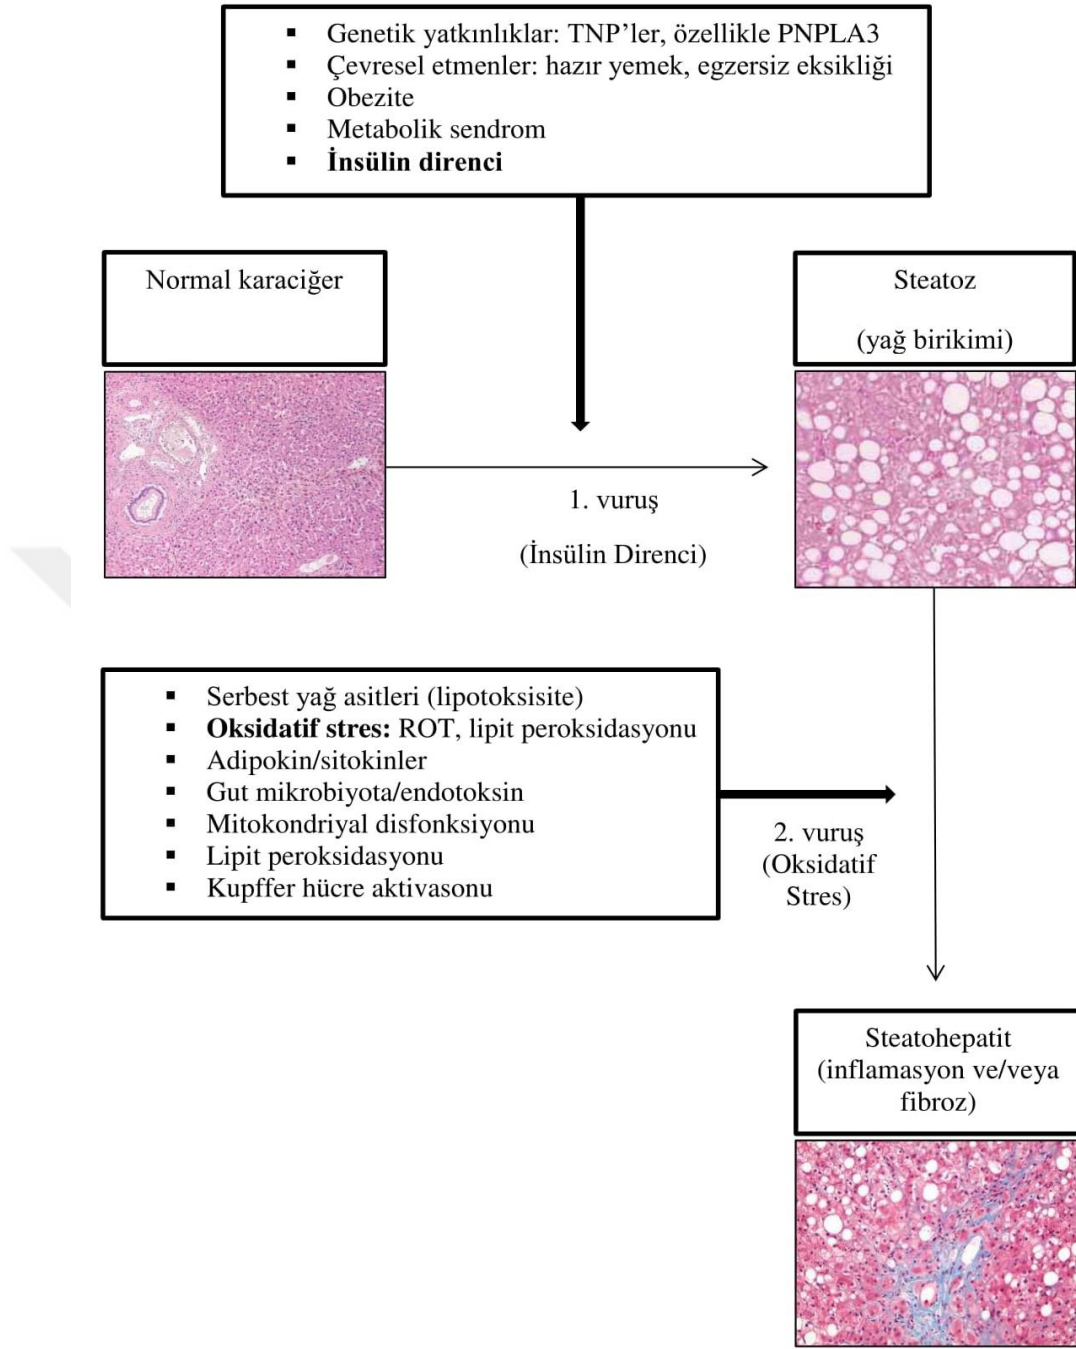 ▪ Genetik yatkınlıklar: TNP’ler, özellikle PNPLA3
▪ Çevresel etmenler: hazır yemek, egzersiz eksikliği
▪ Obezite
▪ Metabolik sendrom
▪ İnsülin direnci
Normal karaciğer
Steatoz
(yağ birikimi)
1. vuruş
(İnsülin Direnci)
▪ Serbest yağ asitleri (lipotoksisite)
▪ Oksidatif stres: ROT, lipit peroksidasyonu
▪ Adipokin/sitokinler
▪ Gut mikrobiyota/endotoksin
▪ Mitokondriyal disfonksiyonu
▪ Lipit peroksidasyonu
▪ Kupffer hücre aktivasonu
2. vuruş
(Oksidatif
Stres)
Steatohepatit
(inflamasyon ve/veya
fibroz)